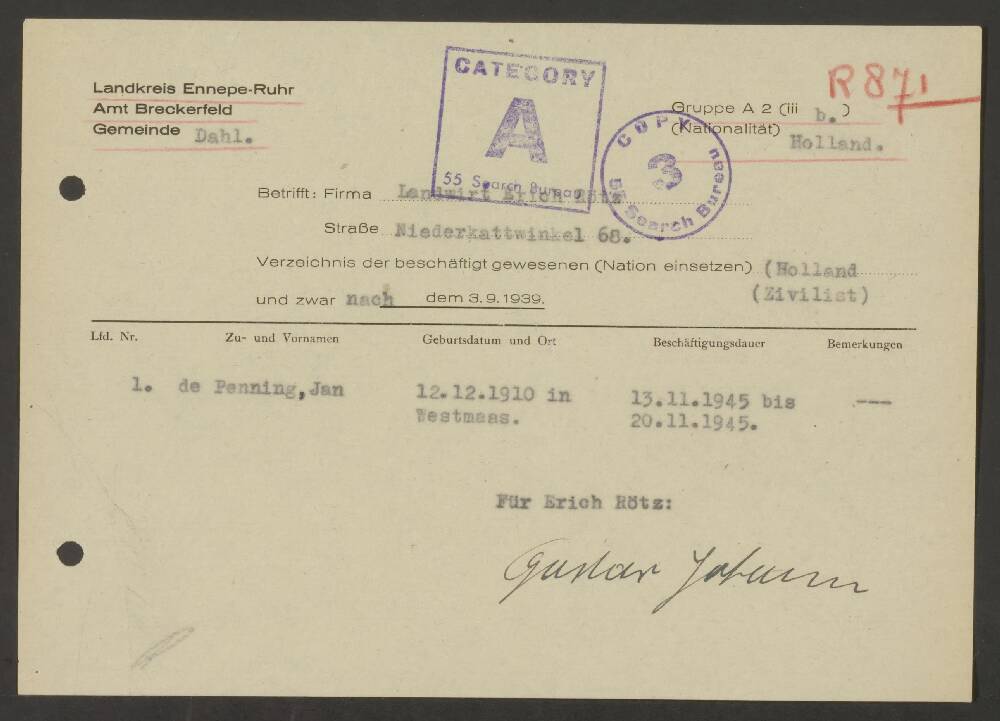 Landkreis Ennepe-Ruhr
Amt Breckerfeld
Gemeinde Dahl.
CATEGORY
A
55 Search Bureau
COPY
3
55 Search Bureau
R 871
Gruppe A 2 (iii b. )
(Nationalität)
Holland.
Betrifft: Firma Landwirt Erich Rötz
Straße Niederkattwinkel 68.
Verzeichnis der beschäftigt gewesenen (Nation einsetzen) (Holland
und zwar nach dem 3.9.1939. (Zivilist)
Lfd. Nr. Zu- und Vornamen Geburtsdatum und Ort Beschäftigungsdauer Bemerkungen
1. de Penning,Jan 12.12.1910 in 13.11.1945 bis ---
Westmaas. 20.11.1945.
Für Erich Rötz:
Gustav